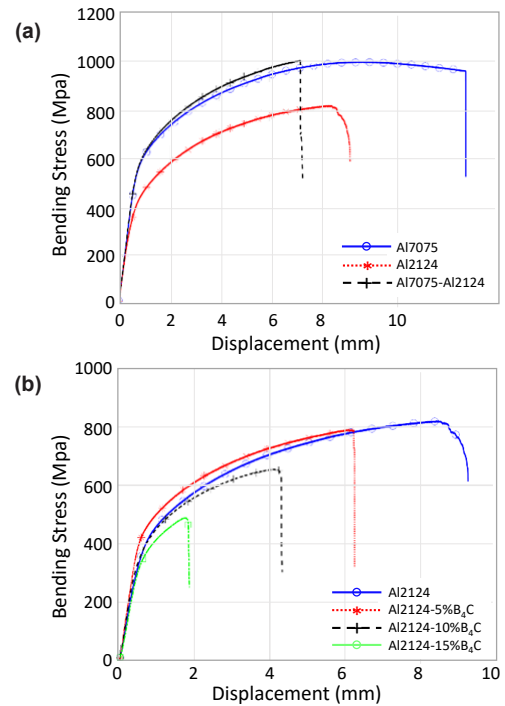 (a)
1200
1000
800
600
400
200
0
Bending Stress (Mpa)
0 2 4 6 8 10
Displacement (mm)
Al7075
Al2124
Al7075-Al2124
(b)
1000
800
600
400
200
0
Bending Stress (Mpa)
0 2 4 6 8 10
Displacement (mm)
Al2124
Al2124-5%B₄C
Al2124-10%B₄C
Al2124-15%B₄C